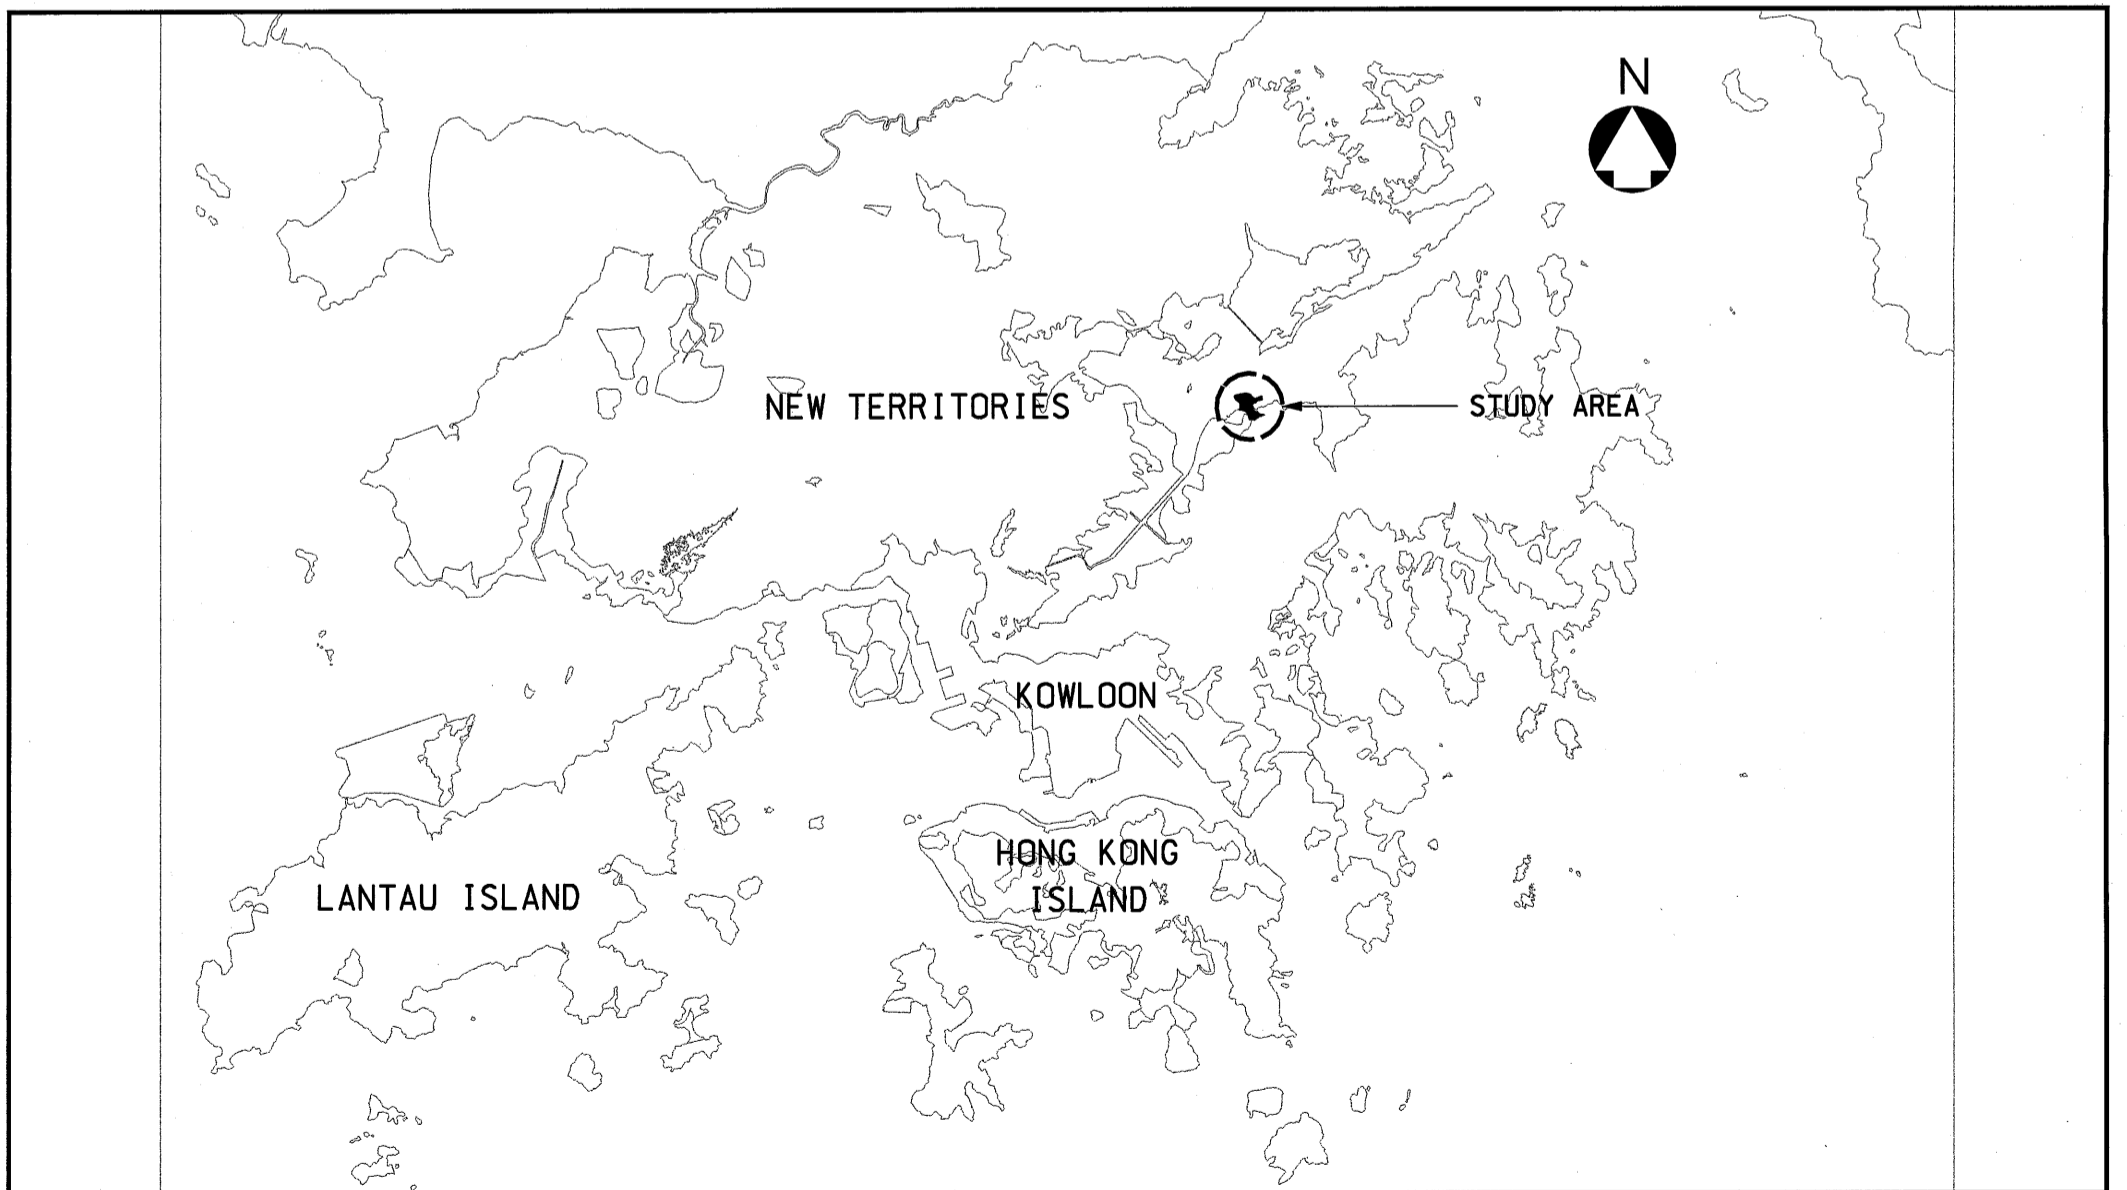 N
NEW TERRITORIES
STUDY AREA
KOWLOON
HONG KONG
ISLAND
LANTAU ISLAND